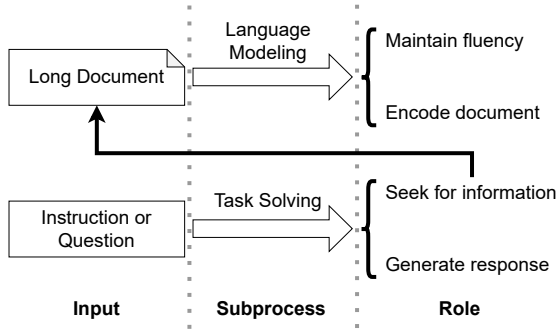 Language
Modeling
Maintain fluency
Long Document
Encode document
Task Solving
Seek for information
Instruction or
Question
Generate response
Input
Subprocess
Role